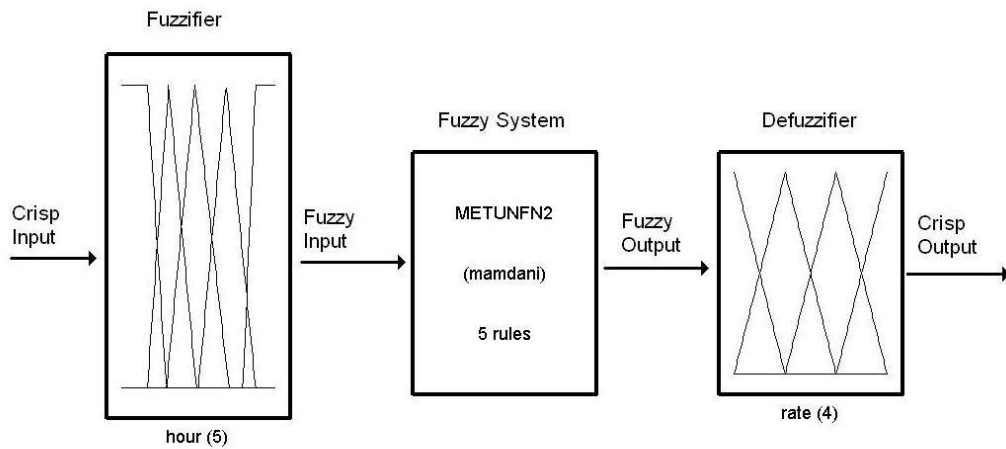 Fuzzifier
Fuzzy System
Defuzzifier
Crisp
Input
Fuzzy
Input
METUNFN2
(mamdani)
5 rules
Fuzzy
Output
Crisp
Output
hour (5)
rate (4)